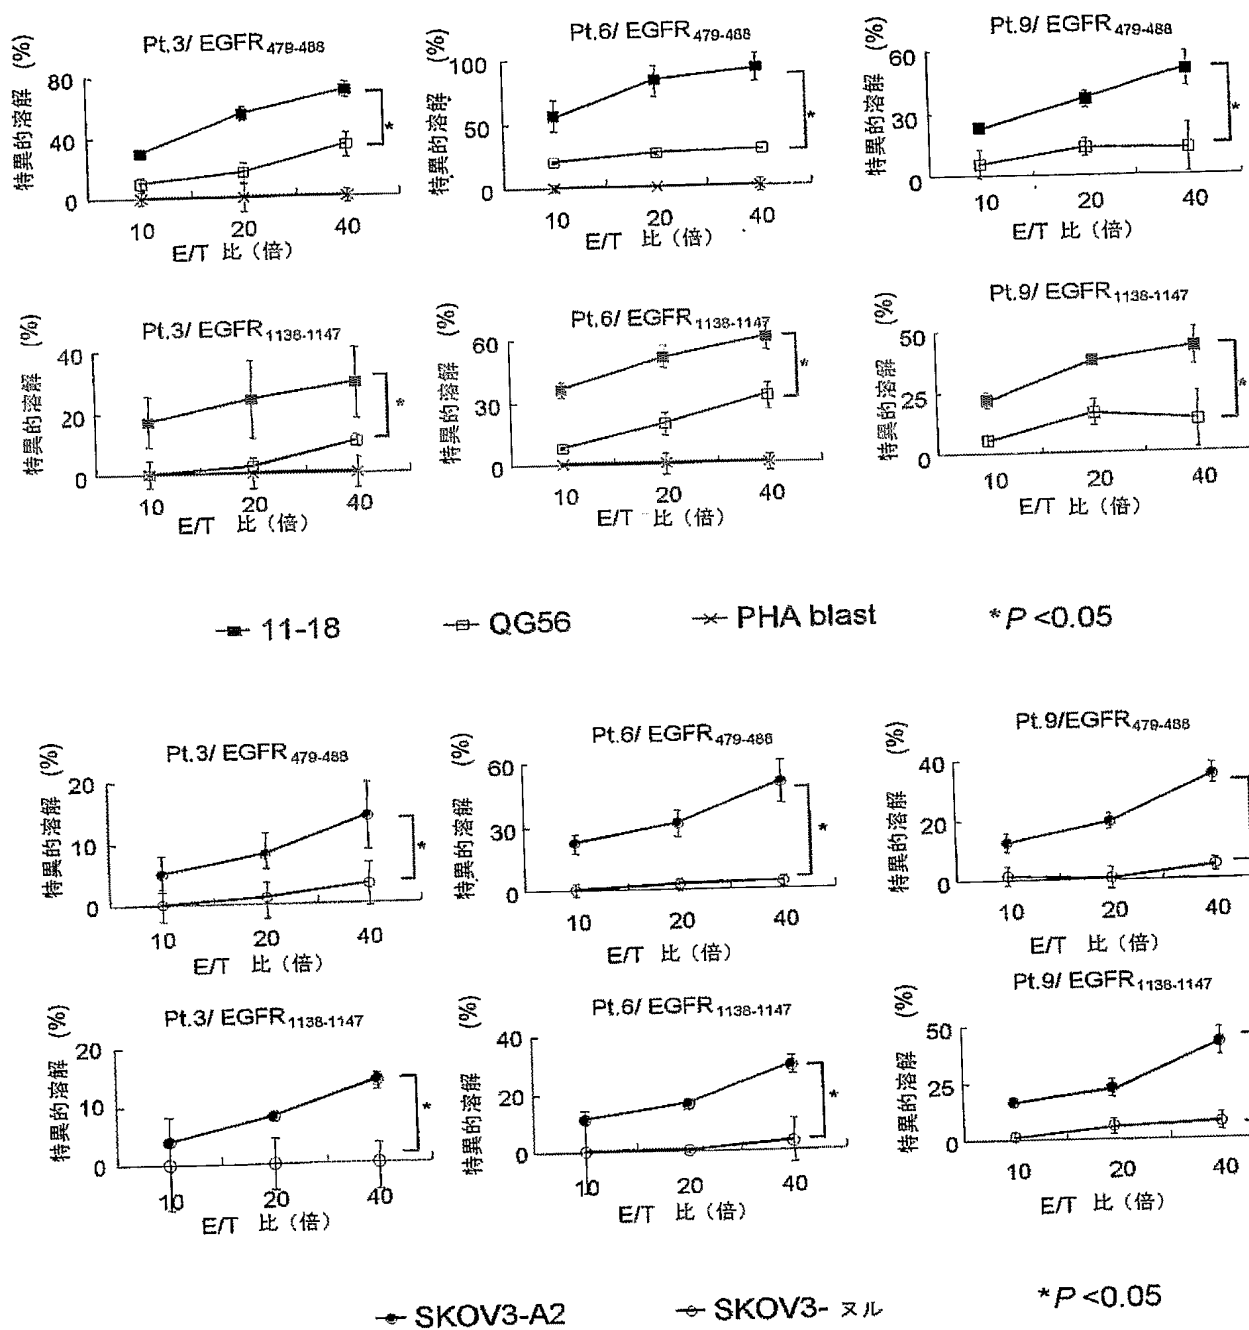 Pt.3/ EGFR479-488
特異的溶解 (%)
80
40
0
10 20 40
E/T 比（倍）
Pt.6/ EGFR479-488
特異的溶解 (%)
100
50
0
10 20 40
E/T 比（倍）
Pt.9/ EGFR479-488
特異的溶解 (%)
60
30
0
10 20 40
E/T 比（倍）
*
*
*
Pt.3/ EGFR1138-1147
特異的溶解 (%)
40
20
0
10 20 40
E/T 比（倍）
Pt.6/ EGFR1138-1147
特異的溶解 (%)
60
30
0
10 20 40
E/T 比（倍）
Pt.9/ EGFR1138-1147
特異的溶解 (%)
50
25
0
10 20 40
E/T 比（倍）
*
*
*
11-18 QG56 PHA blast *P <0.05
Pt.3/ EGFR479-488
特異的溶解 (%)
20
10
0
10 20 40
E/T 比（倍）
Pt.6/ EGFR479-488
特異的溶解 (%)
60
30
0
10 20 40
E/T 比（倍）
Pt.9/EGFR479-488
特異的溶解 (%)
40
20
0
10 20 40
E/T 比（倍）
*
*
Pt.3/ EGFR1138-1147
特異的溶解 (%)
20
10
0
10 20 40
E/T 比（倍）
Pt.6/ EGFR1138-1147
特異的溶解 (%)
40
20
0
10 20 40
E/T 比（倍）
Pt.9/ EGFR1138-1147
特異的溶解 (%)
50
25
0
10 20 40
E/T 比（倍）
*
*
SKOV3-A2 SKOV3- ヌル *P <0.05